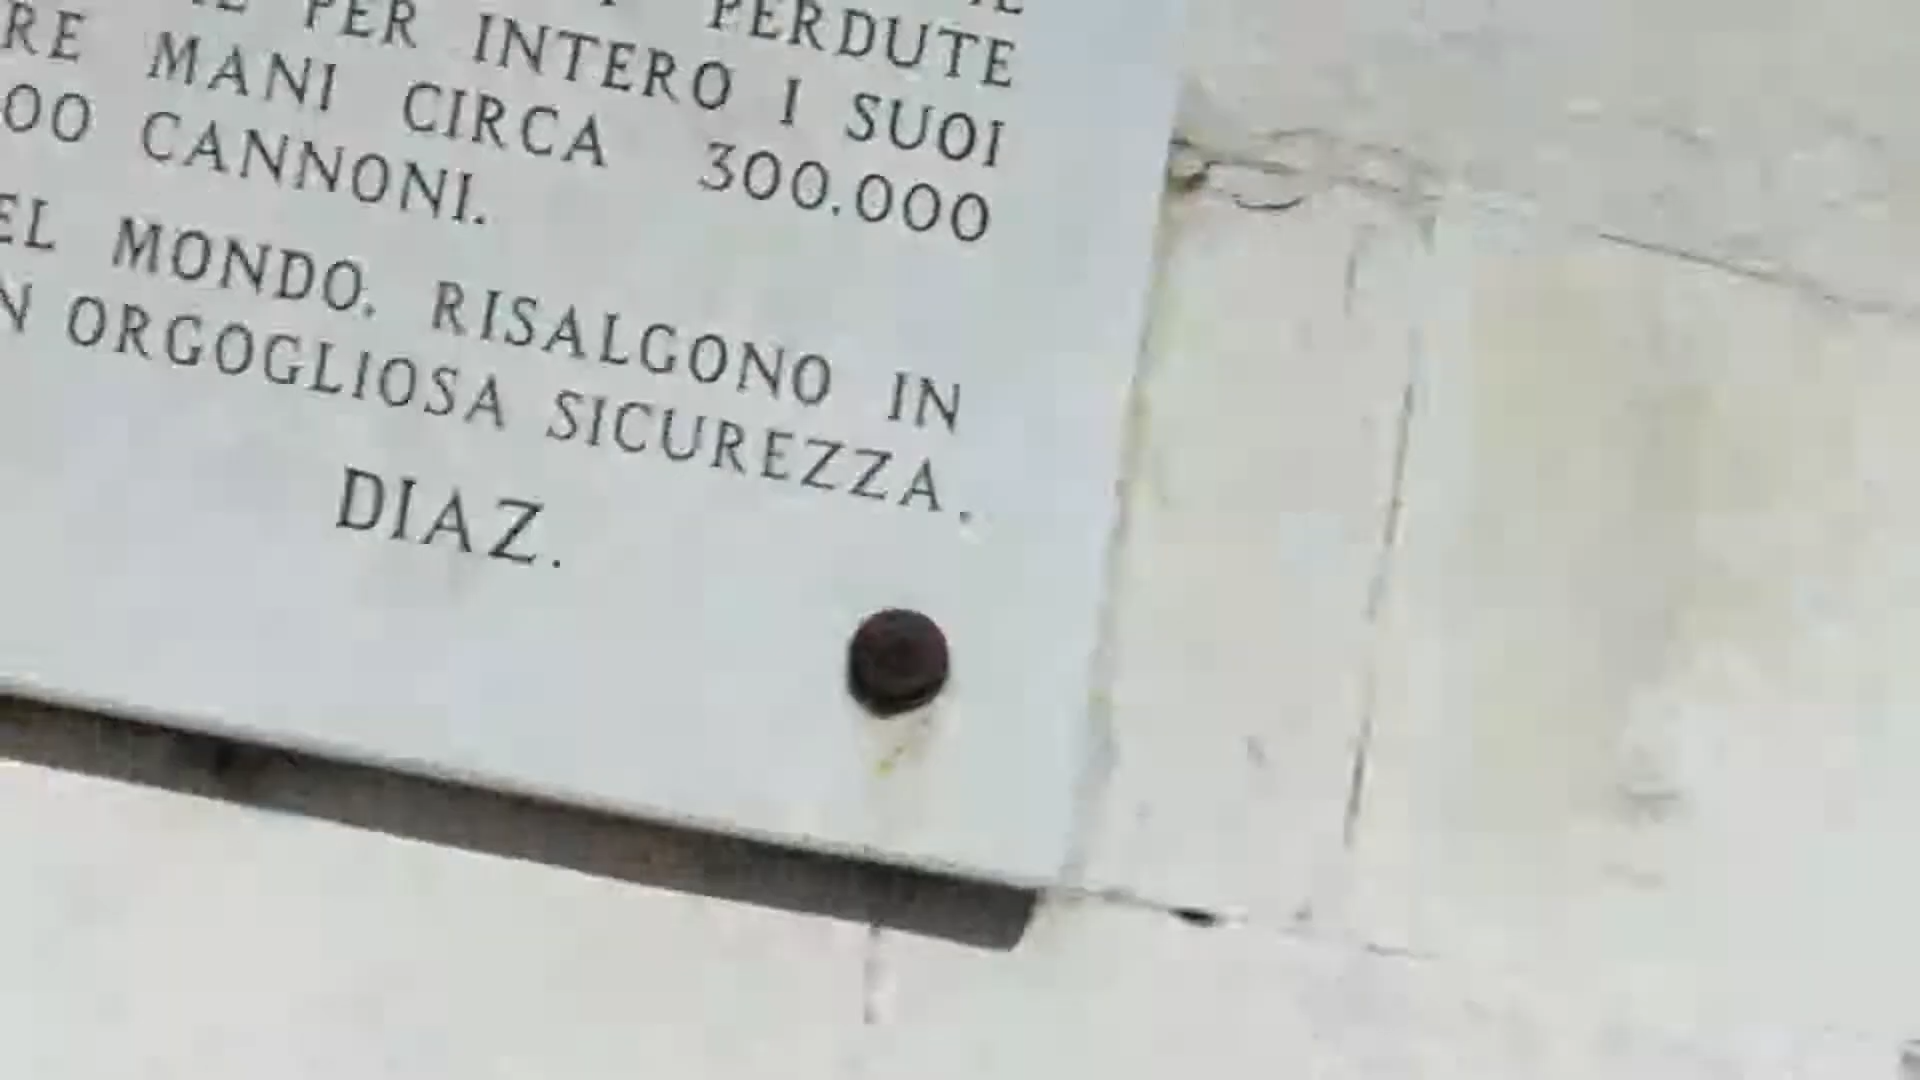 PERDUTE
PER INTERO I SUOI
RE MANI CIRCA 300.000
00 CANNONI.
EL MONDO, RISALGONO IN
N ORGOGLIOSA SICUREZZA.
DIAZ.